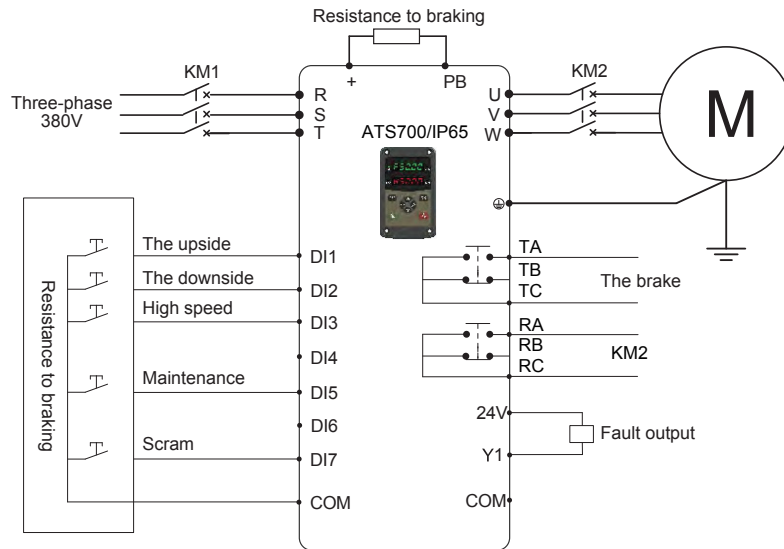 Resistance to braking
+
PB
KM1
KM2
Three-phase
380V
R
S
T
U
V
W
M
ATS700/IP65
Resistance to braking
The upside
The downside
High speed
Maintenance
Scram
DI1
DI2
DI3
DI4
DI5
DI6
DI7
COM
TA
TB
TC
The brake
RA
RB
RC
KM2
24V
Y1
Fault output
COM